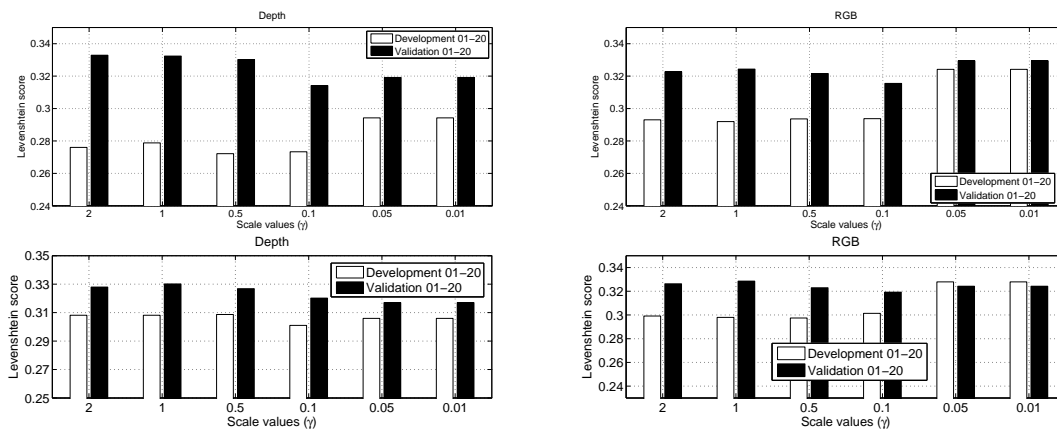 Depth
Levenshtein score
0.34
0.32
0.3
0.28
0.26
0.24
Development 01−20
Validation 01−20
2 1 0.5 0.1 0.05 0.01
Scale values (γ)
RGB
Levenshtein score
0.34
0.32
0.3
0.28
0.26
0.24
Development 01−20
Validation 01−20
2 1 0.5 0.1 0.05 0.01
Scale values (γ)
Depth
Levenshtein score
0.35
0.33
0.31
0.29
0.27
0.25
Development 01−20
Validation 01−20
2 1 0.5 0.1 0.05 0.01
Scale values (γ)
RGB
Levenshtein score
0.34
0.32
0.3
0.28
0.26
0.24
Development 01−20
Validation 01−20
2 1 0.5 0.1 0.05 0.01
Scale values (γ)